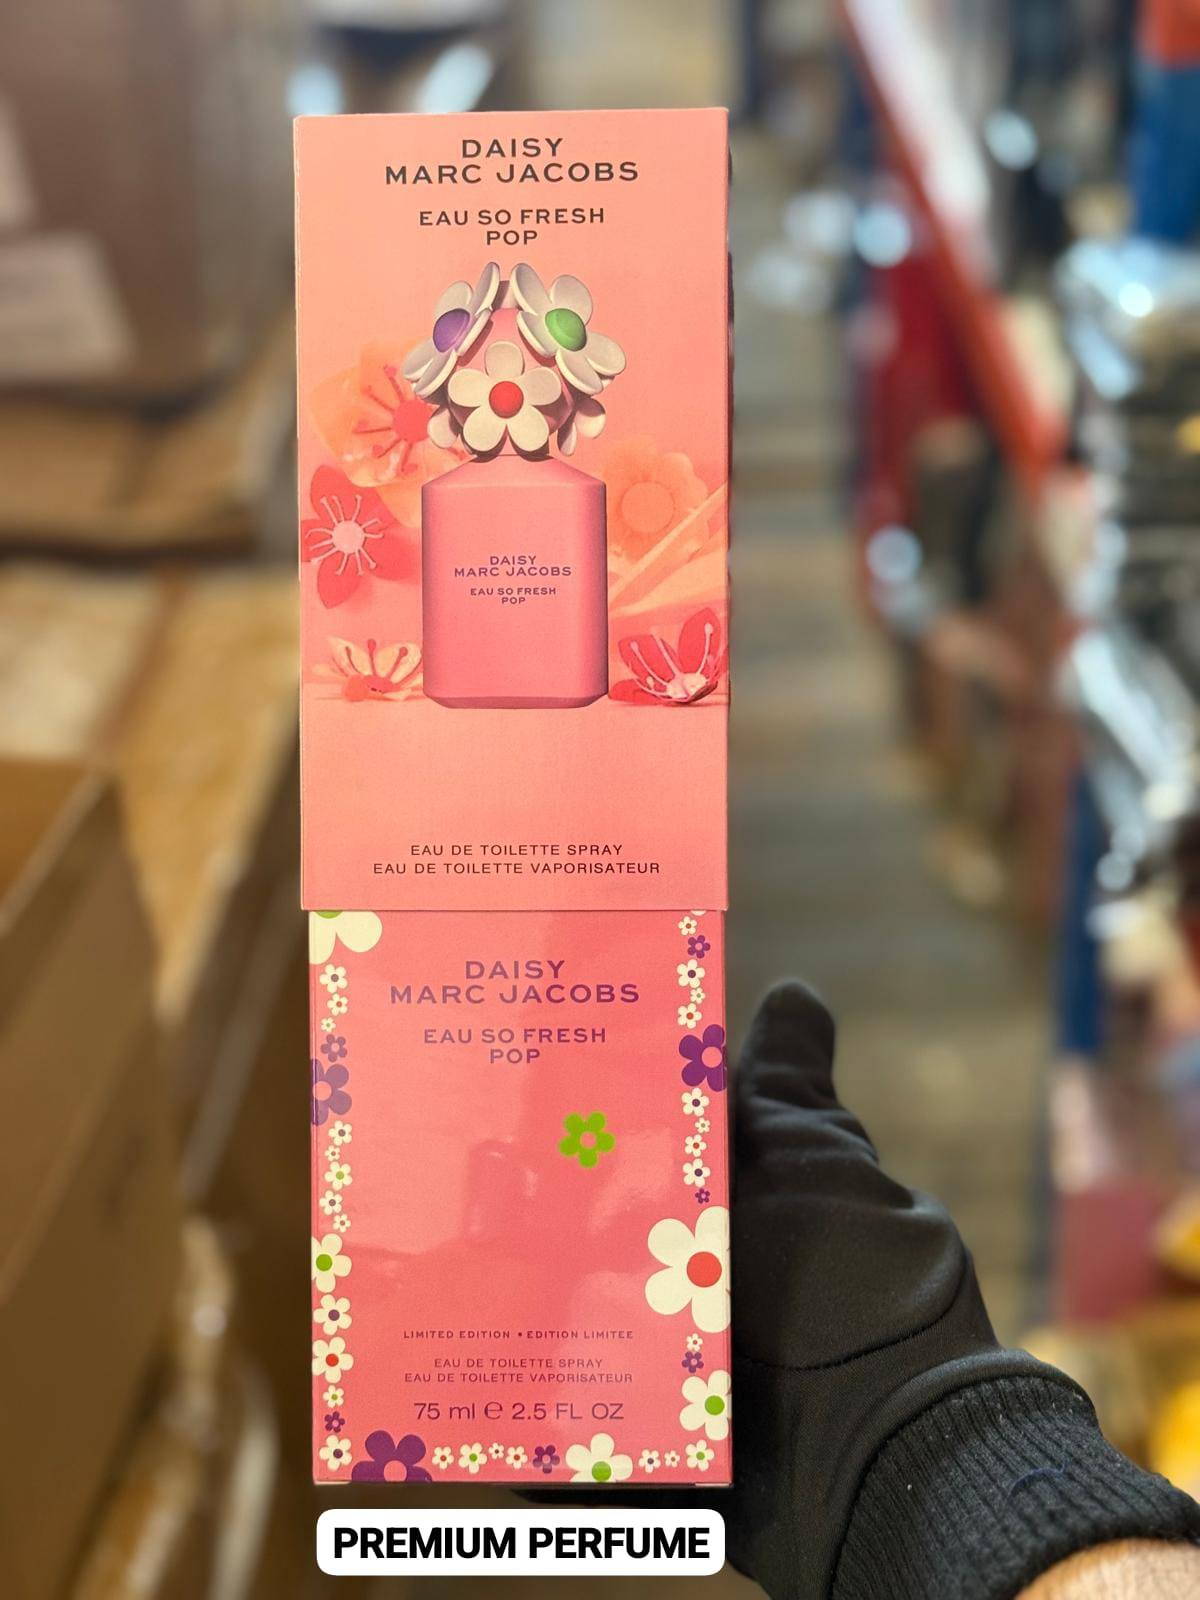 DAISY
MARC JACOBS
EAU SO FRESH
POP
DAISY
MARC JACOBS
EAU SO FRESH
POP
EAU DE TOILETTE SPRAY
EAU DE TOILETTE VAPORISATEUR
DAISY
MARC JACOBS
EAU SO FRESH
POP
LIMITED EDITION • EDITION LIMITEE
EAU DE TOILETTE SPRAY
EAU DE TOILETTE VAPORISATEUR
75 ml ℮ 2.5 FL OZ
PREMIUM PERFUME